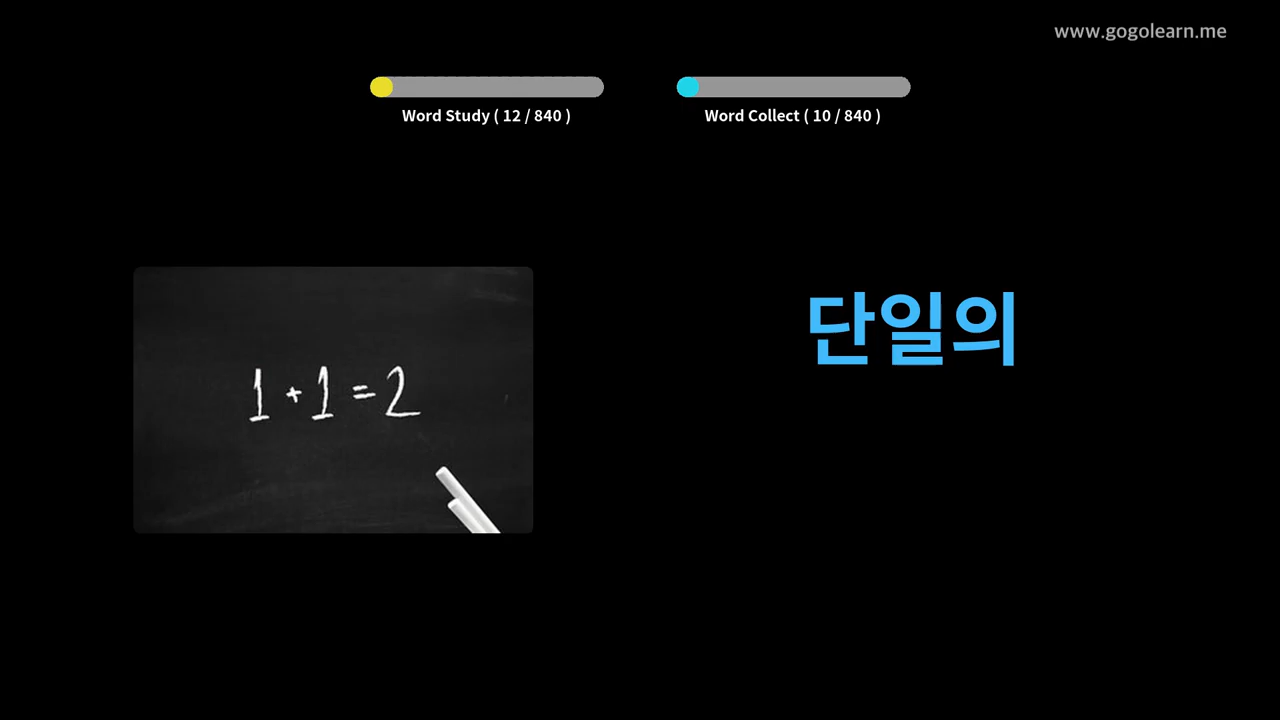 www.gogolearn.me
Word Study ( 12 / 840 )
Word Collect ( 10 / 840 )
단일의
1 + 1 = 2